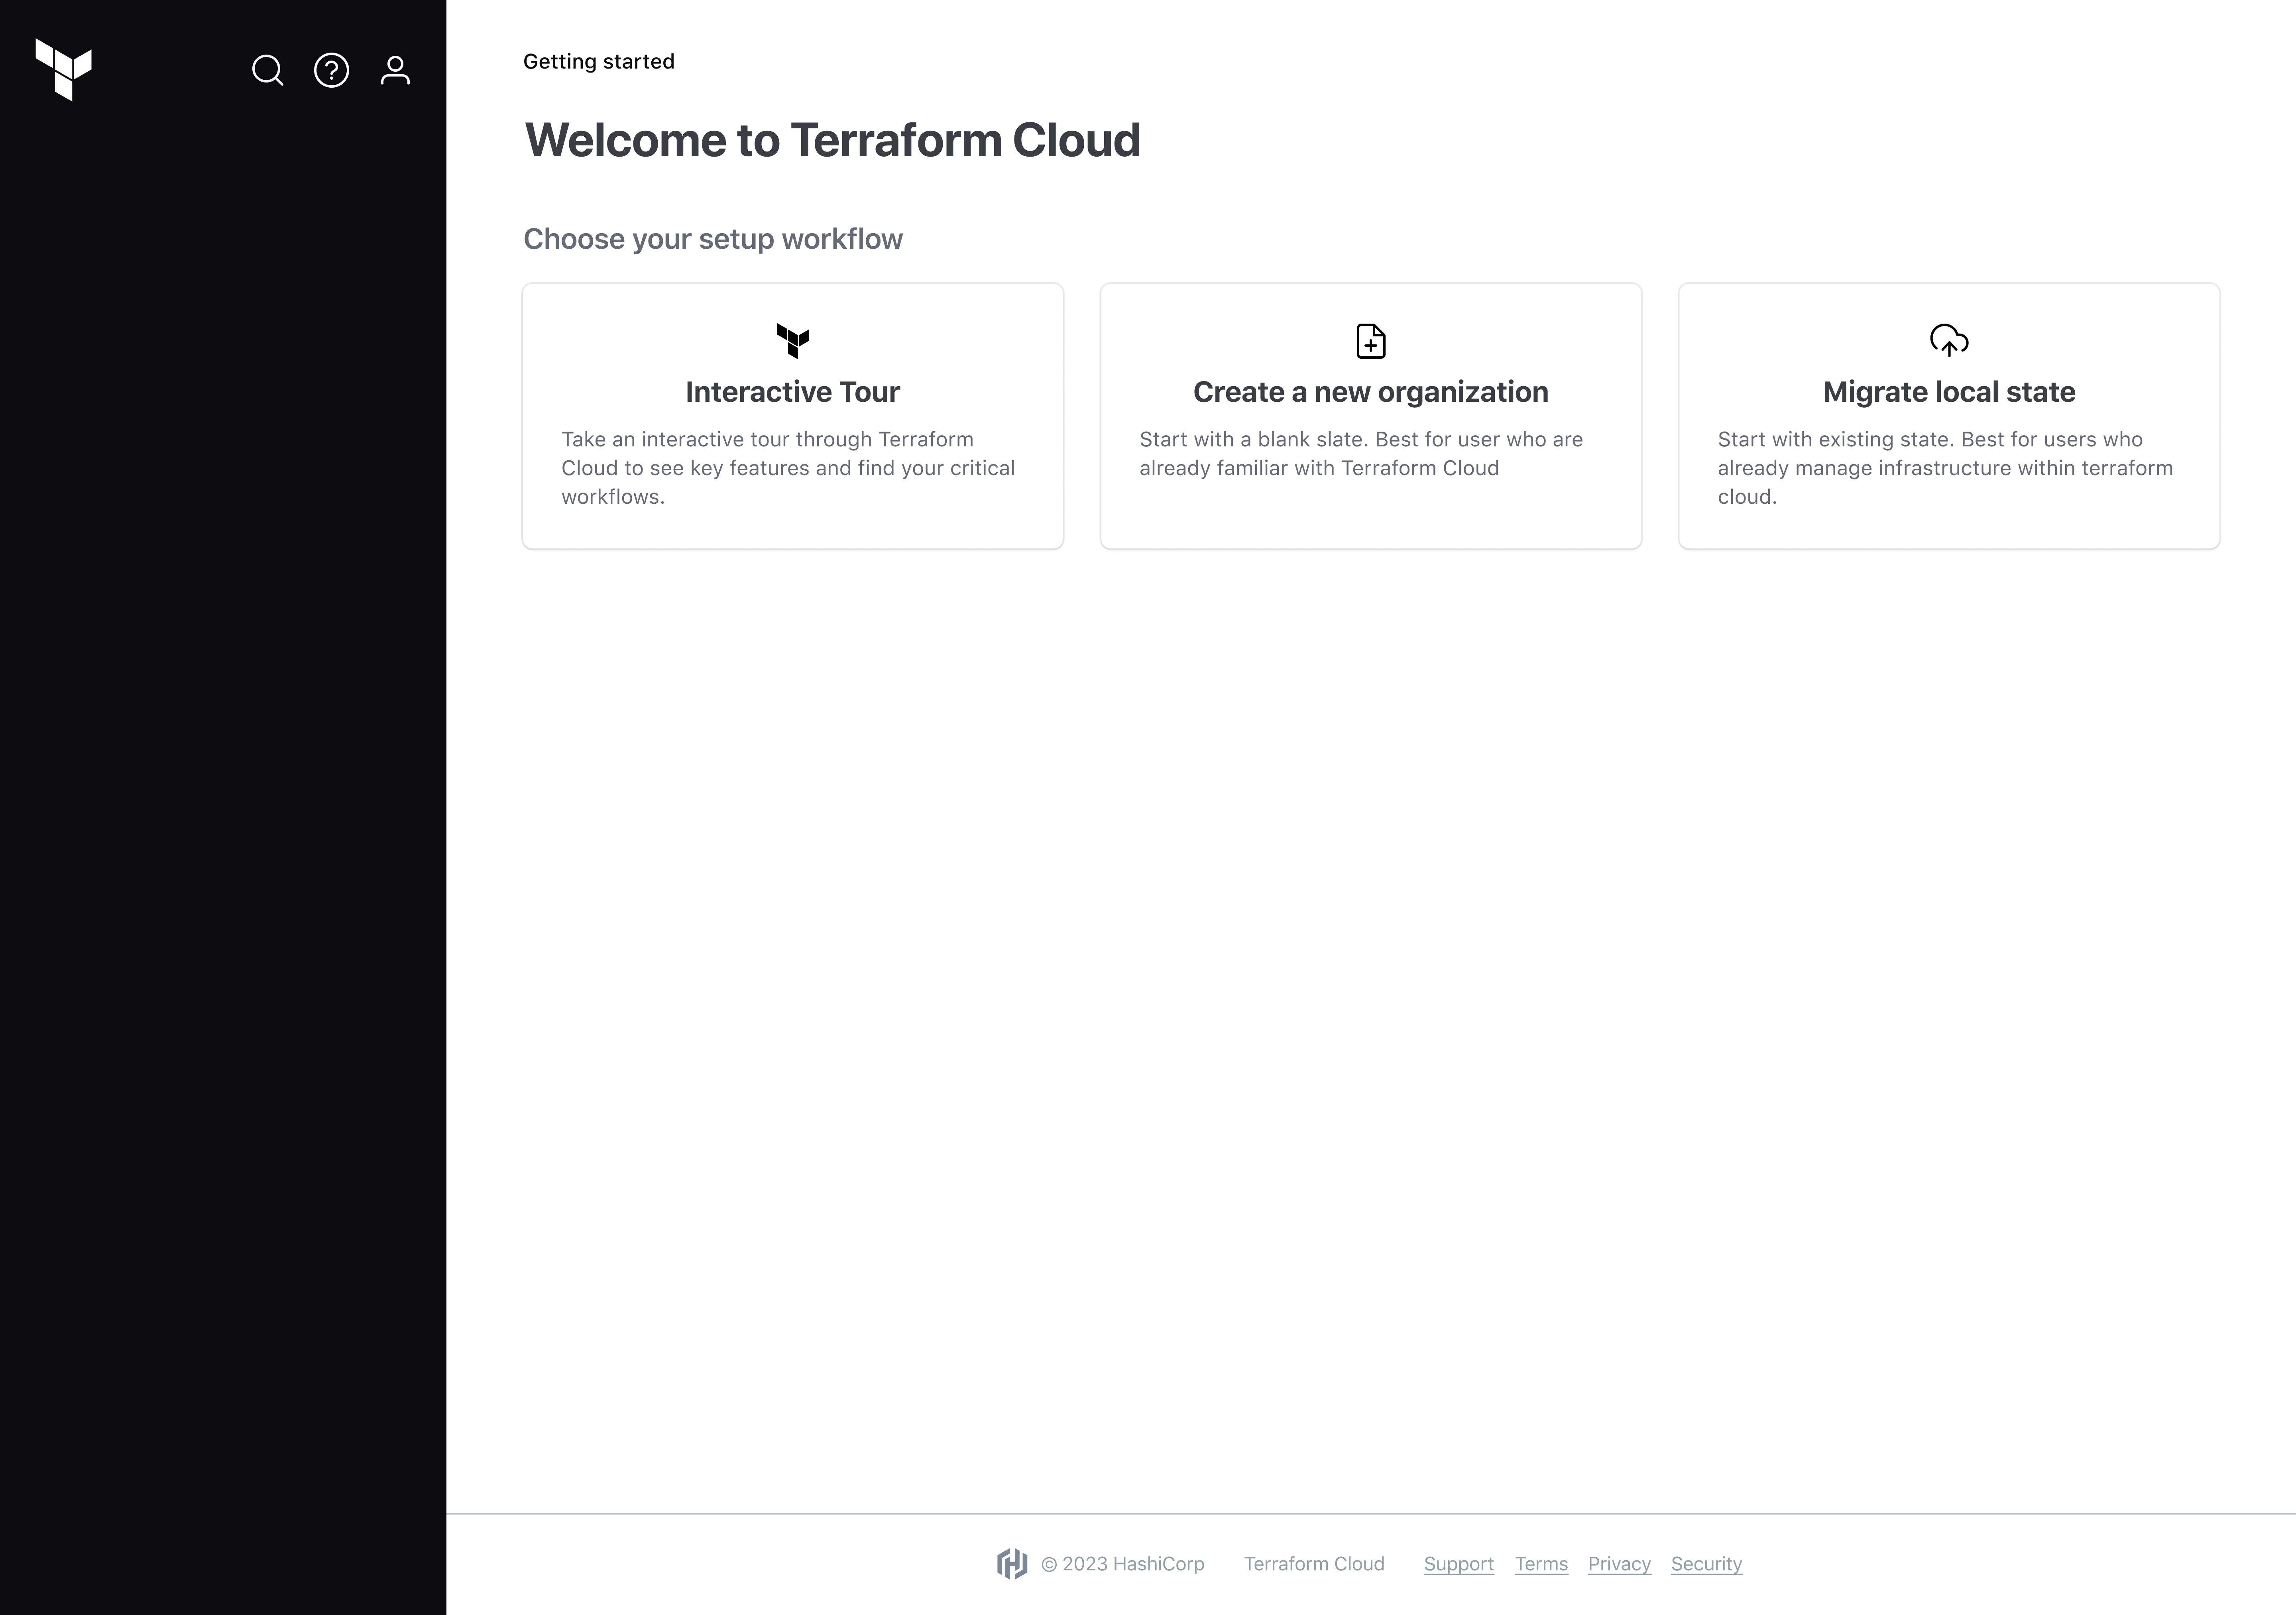 Getting started
Welcome to Terraform Cloud
Choose your setup workflow
Interactive Tour
Take an interactive tour through Terraform
Cloud to see key features and find your critical
workflows.
Create a new organization
Start with a blank slate. Best for user who are
already familiar with Terraform Cloud
Migrate local state
Start with existing state. Best for users who
already manage infrastructure within terraform
cloud.
© 2023 HashiCorp Terraform Cloud Support Terms Privacy Security